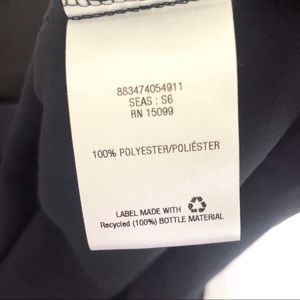 883474054911
SEAS : S6
RN 15099
100% POLYESTER/POLIÉSTER
LABEL MADE WITH
Recycled (100%) BOTTLE MATERIAL